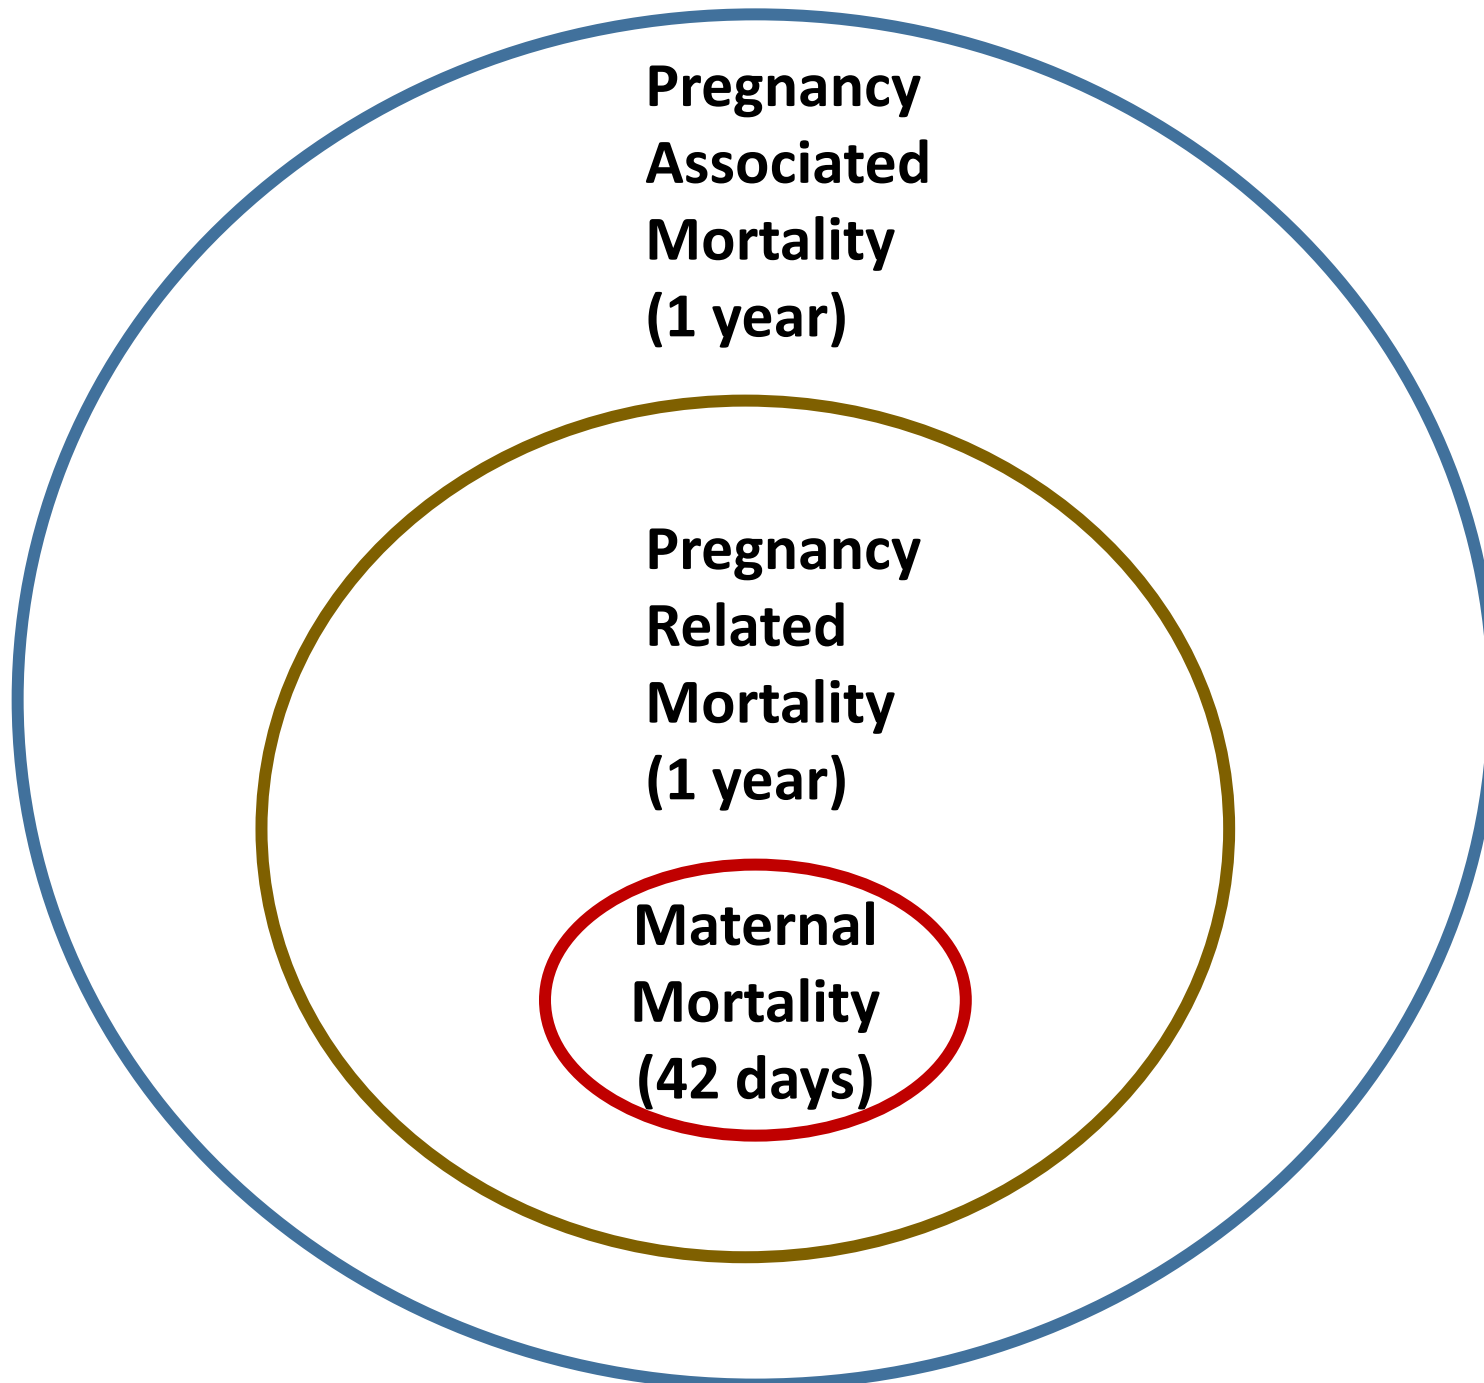 Pregnancy
Associated
Mortality
(1 year)
Pregnancy
Related
Mortality
(1 year)
Maternal
Mortality
(42 days)